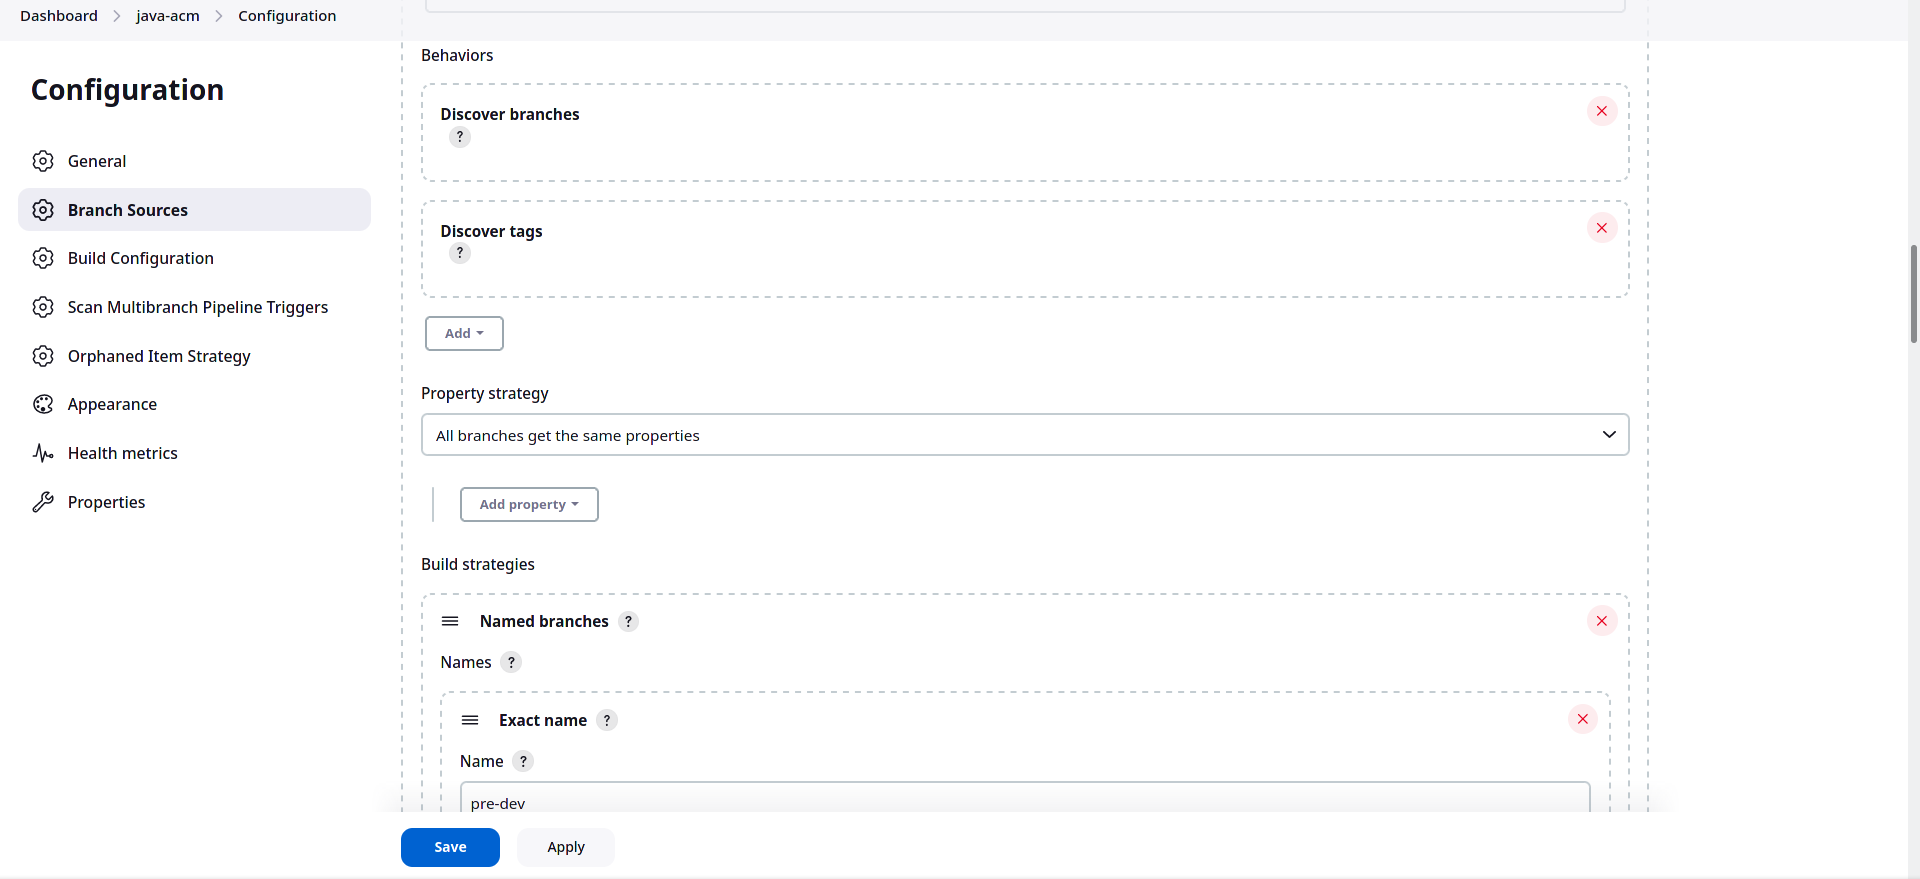 Dashboard > java-acm > Configuration
Configuration
General
Branch Sources
Build Configuration
Scan Multibranch Pipeline Triggers
Orphaned Item Strategy
Appearance
Health metrics
Properties
Behaviors
Discover branches
?
Discover tags
?
Add
Property strategy
All branches get the same properties
Add property
Build strategies
Named branches ?
Names ?
Exact name ?
Name ?
pre-dev
Save Apply